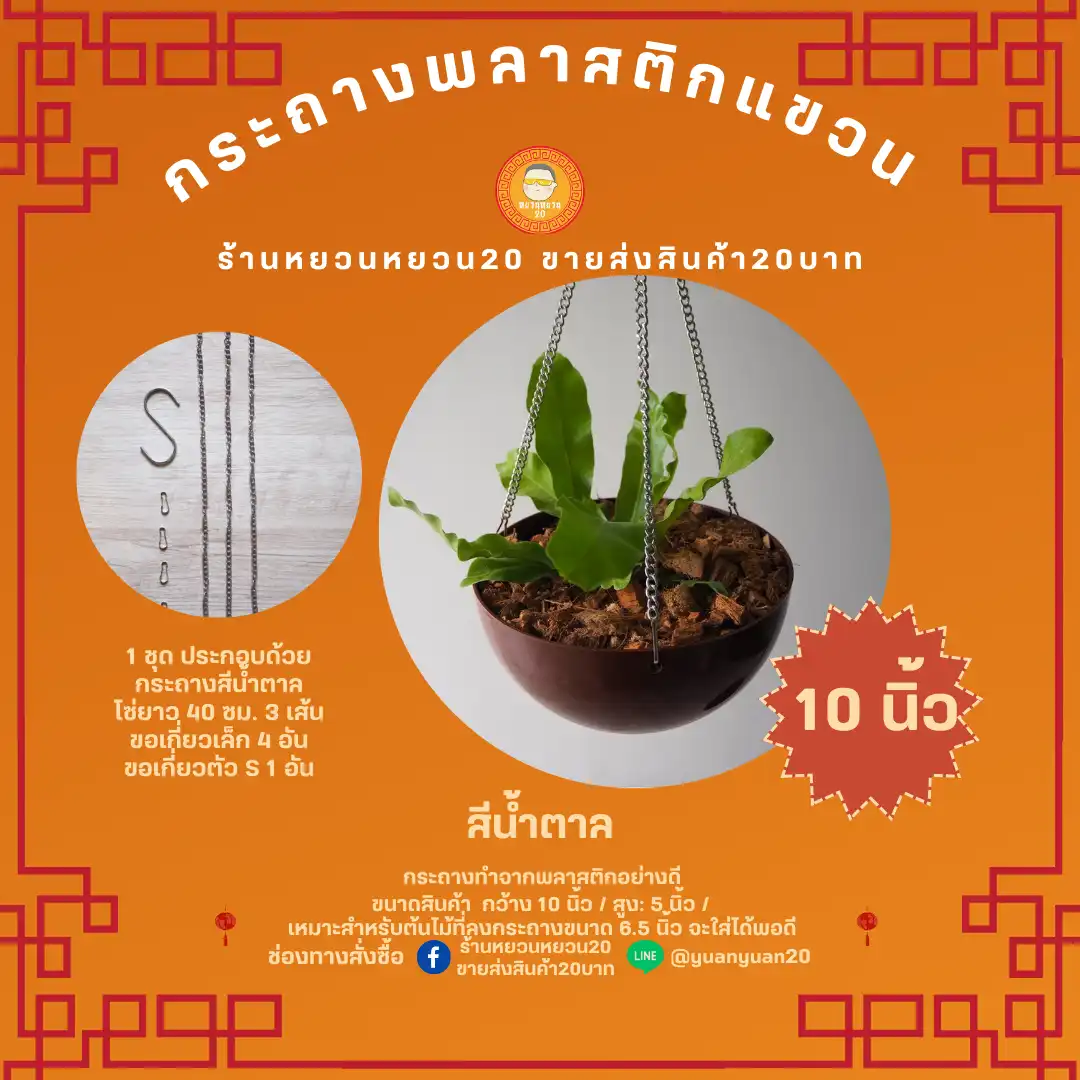 กระถางพลาสติกแขวน
หยวนหยวน
20
ร้านหยวนหยวน20 ขายส่งสินค้า20บาท
1 ชุด ประกอบด้วย
กระถางสีน้ำตาล
โซ่ยาว 40 ซม. 3 เส้น
ขอเกี่ยวเล็ก 4 อัน
ขอเกี่ยวตัว S 1 อัน
10 นิ้ว
สีน้ำตาล
กระถางทำจากพลาสติกอย่างดี
ขนาดสินค้า กว้าง 10 นิ้ว / สูง: 5 นิ้ว /
เหมาะสำหรับต้นไม้ที่ลงกระถางขนาด 6.5 นิ้ว จะใส่ได้พอดี
ช่องทางสั่งซื้อ
ร้านหยวนหยวน20
ขายส่งสินค้า20บาท
LINE @yuanyuan20